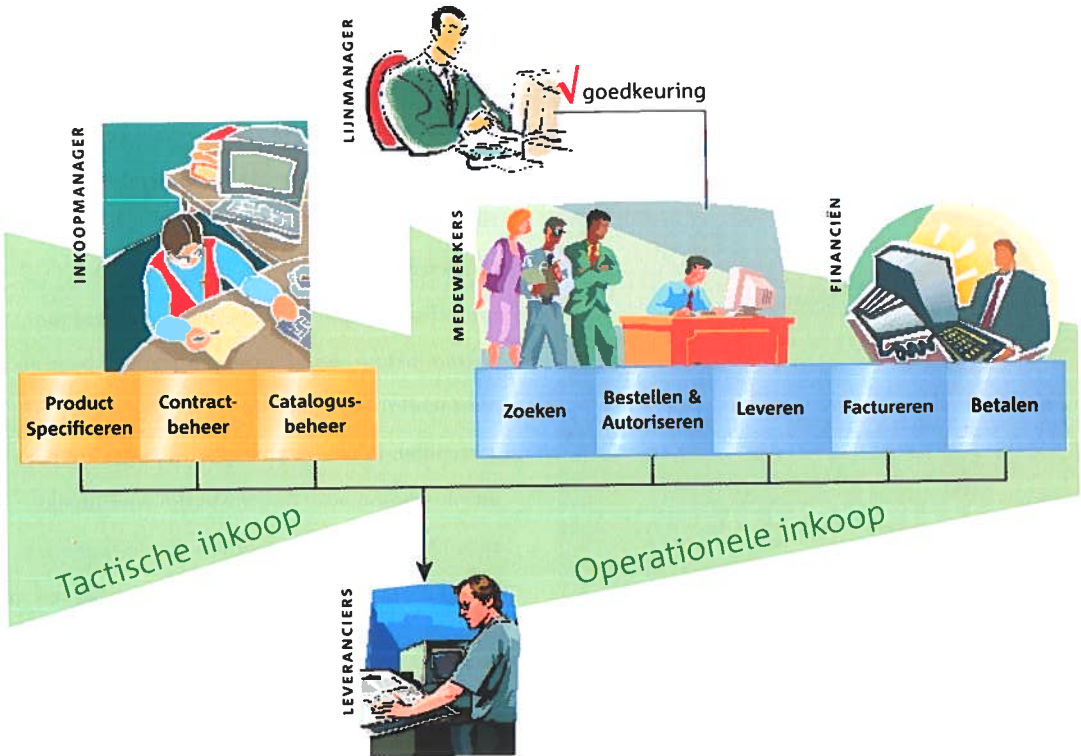 LIJNMANAGER
√ goedkeuring
INKOOPMANAGER
MEDEWERKERS
FINANCIËN
Product
Specificeren
Contract-
beheer
Catalogus-
beheer
Zoeken
Bestellen &
Autoriseren
Leveren
Factureren
Betalen
Tactische inkoop
Operationele inkoop
LEVERANCIERS